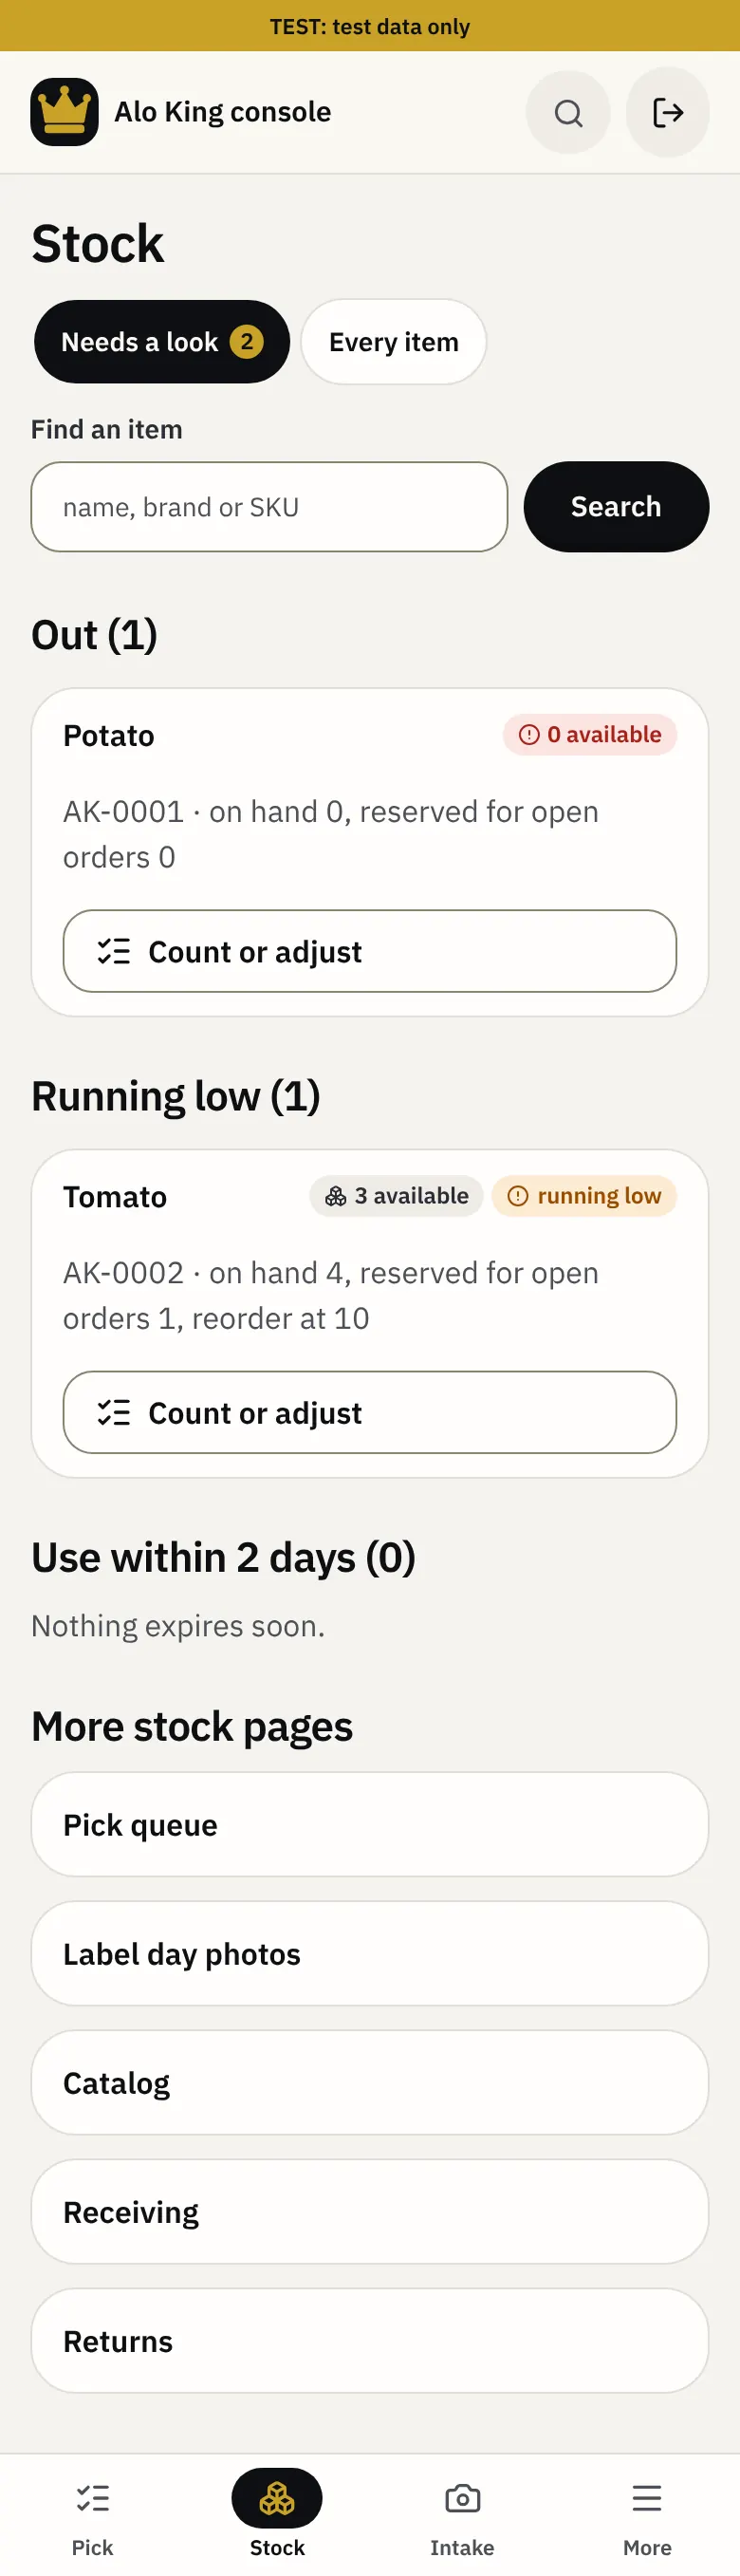 TEST: test data only
Alo King console
Stock
Needs a look 2
Every item
Find an item
name, brand or SKU
Search
Out (1)
Potato
0 available
AK-0001 · on hand 0, reserved for open
orders 0
Count or adjust
Running low (1)
Tomato
3 available
running low
AK-0002 · on hand 4, reserved for open
orders 1, reorder at 10
Count or adjust
Use within 2 days (0)
Nothing expires soon.
More stock pages
Pick queue
Label day photos
Catalog
Receiving
Returns
Pick
Stock
Intake
More